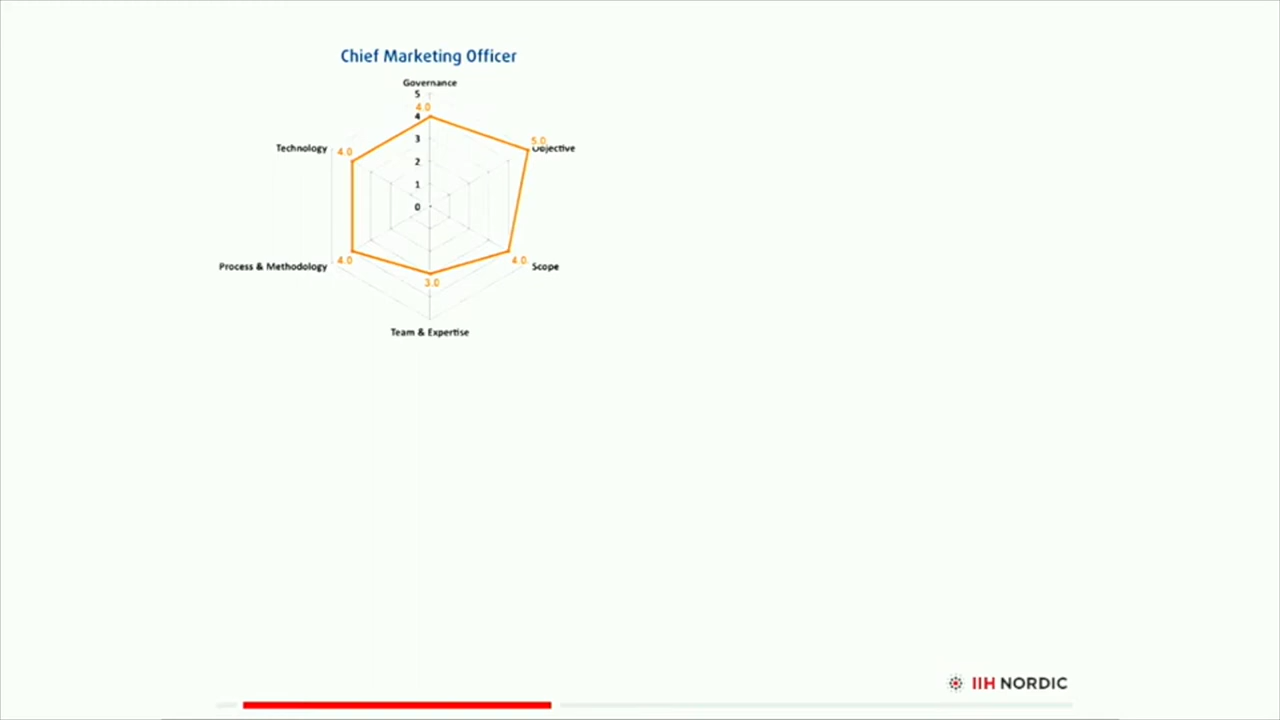 Chief Marketing Officer
Governance
5
4.0
4
3
2
1
0
Technology
4.0
5.0
Objective
Process & Methodology
4.0
4.0
Scope
3.0
Team & Expertise
IIH NORDIC